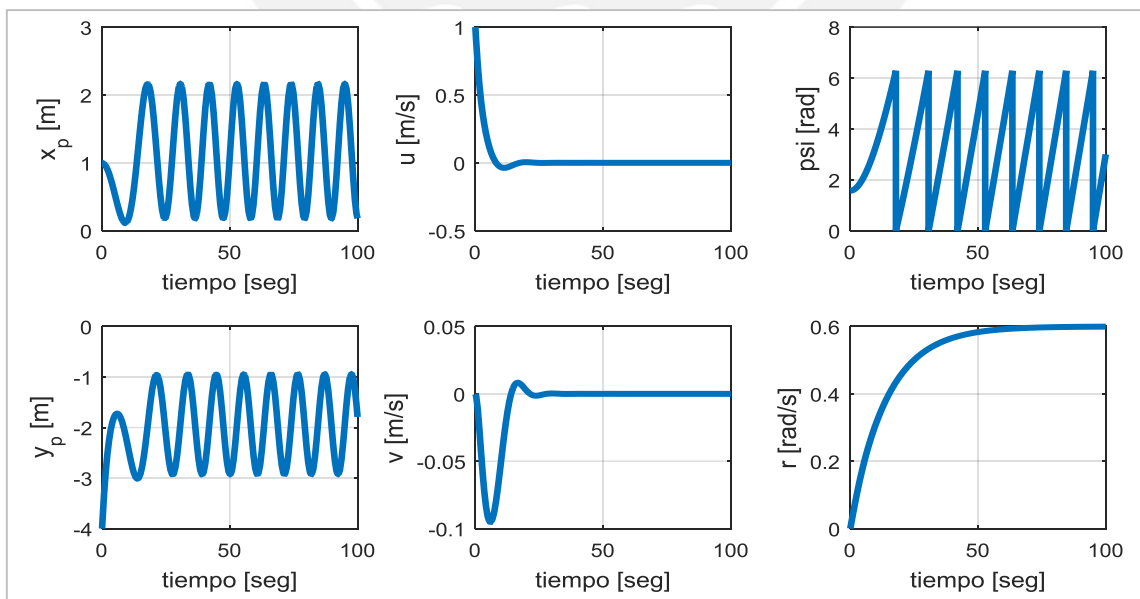 3
2
1
0
x_p [m]
0 50 100
tiempo [seg]
1
0.5
0
-0.5
u [m/s]
0 50 100
tiempo [seg]
8
6
4
2
0
psi [rad]
0 50 100
tiempo [seg]
0
-1
-2
-3
-4
y_p [m]
0 50 100
tiempo [seg]
0.05
0
-0.05
-0.1
v [m/s]
0 50 100
tiempo [seg]
0.6
0.4
0.2
0
r [rad/s]
0 50 100
tiempo [seg]